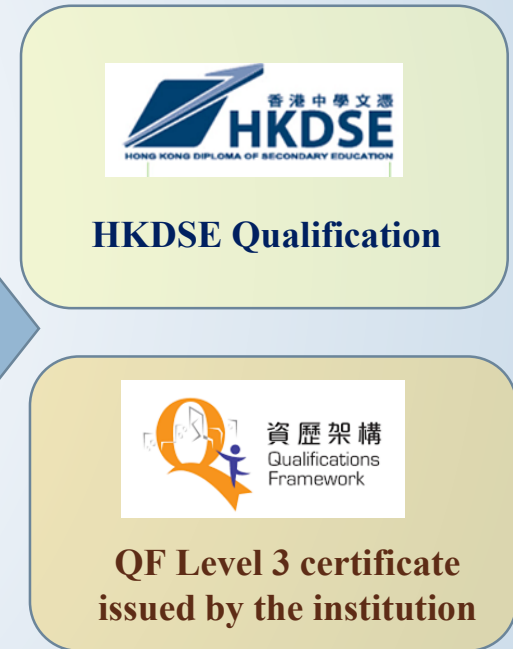 香港中學文憑
HKDSE
HONG KONG DIPLOMA OF SECONDARY EDUCATION
HKDSE Qualification
資歷架構
Qualifications
Framework
QF Level 3 certificate
issued by the institution